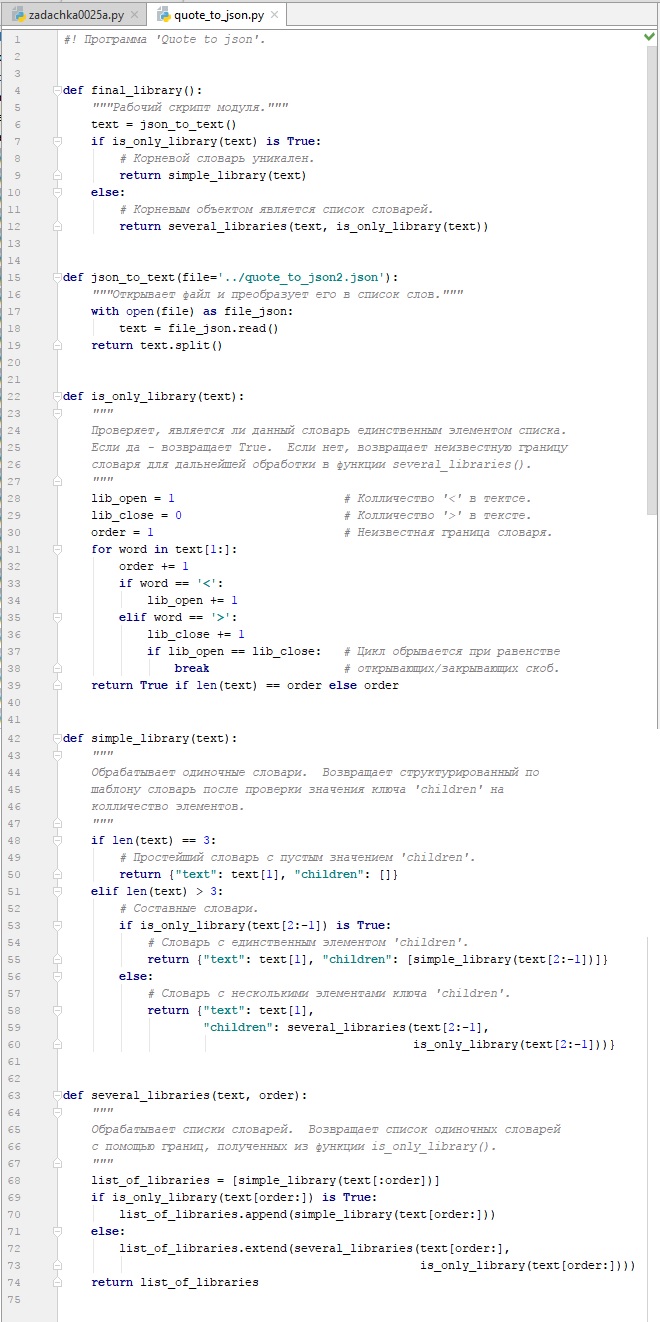 zadachka0025a.py × quote_to_json.py ×
1 #! Программа 'Quote to json'.
2
3
4 def final_library():
5     """Рабочий скрипт модуля."""
6     text = json_to_text()
7     if is_only_library(text) is True:
8         # Корневой словарь уникален.
9         return simple_library(text)
10     else:
11         # Корневым объектом является список словарей.
12         return several_libraries(text, is_only_library(text))
13
14
15 def json_to_text(file='../quote_to_json2.json'):
16     """Открывает файл и преобразует его в список слов."""
17     with open(file) as file_json:
18         text = file_json.read()
19     return text.split()
20
21
22 def is_only_library(text):
23     """
24     Проверяет, является ли данный словарь единственным элементом списка.
25     Если да - возвращает True.  Если нет, возвращает неизвестную границу
26     словаря для дальнейшей обработки в функции several_libraries().
27     """
28     lib_open = 1                        # Колличество '<' в тектсе.
29     lib_close = 0                       # Колличество '>' в тексте.
30     order = 1                           # Неизвестная граница словаря.
31     for word in text[1:]:
32         order += 1
33         if word == '<':
34             lib_open += 1
35         elif word == '>':
36             lib_close += 1
37             if lib_open == lib_close:   # Цикл обрывается при равенстве
38                 break                   # открывающих/закрывающих скоб.
39     return True if len(text) == order else order
40
41
42 def simple_library(text):
43     """
44     Обрабатывает одиночные словари.  Возвращает структурированный по
45     шаблону словарь после проверки значения ключа 'children' на
46     колличество элементов.
47     """
48     if len(text) == 3:
49         # Простейший словарь с пустым значением 'children'.
50         return {"text": text[1], "children": []}
51     elif len(text) > 3:
52         # Составные словари.
53         if is_only_library(text[2:-1]) is True:
54             # Словарь с единственным элементом 'children'.
55             return {"text": text[1], "children": [simple_library(text[2:-1])]}
56         else:
57             # Словарь с несколькими элементами ключа 'children'.
58             return {"text": text[1],
59                     "children": several_libraries(text[2:-1],
60                                                   is_only_library(text[2:-1]))}
61
62
63 def several_libraries(text, order):
64     """
65     Обрабатывает списки словарей.  Возвращает список одиночных словарей
66     с помощью границ, полученных из функции is_only_library().
67     """
68     list_of_libraries = [simple_library(text[:order])]
69     if is_only_library(text[order:]) is True:
70         list_of_libraries.append(simple_library(text[order:]))
71     else:
72         list_of_libraries.extend(several_libraries(text[order:],
73                                                    is_only_library(text[order:])))
74     return list_of_libraries
75